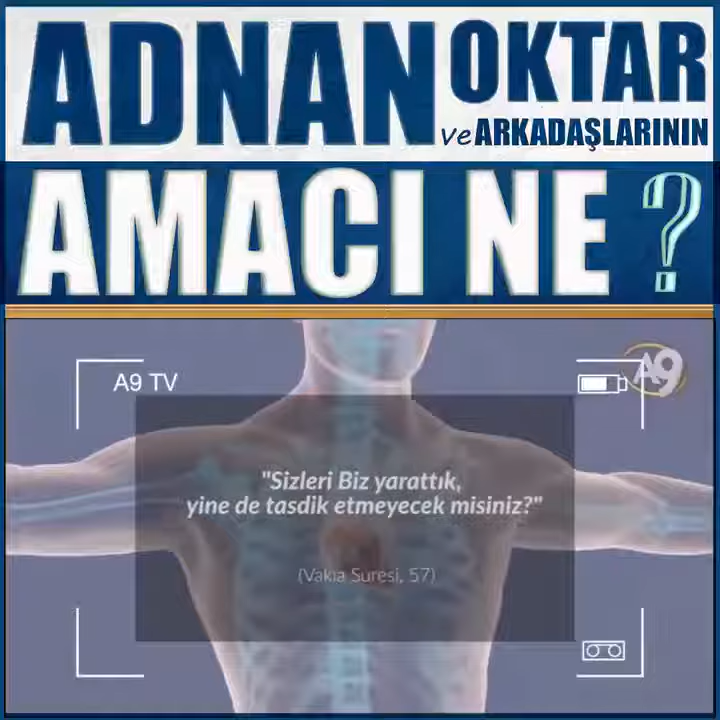 ADNAN OKTAR
ve ARKADAŞLARININ
AMACI NE ?
A9 TV
A9
"Sizleri Biz yarattık,
yine de tasdik etmeyecek misiniz?"
(Vakıa Suresi, 57)